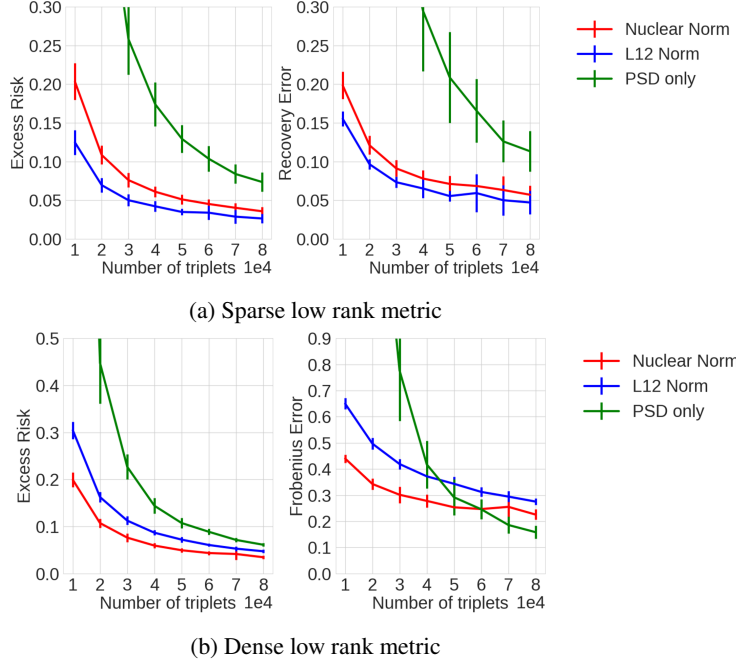 0.30
0.25
0.20
0.15
0.10
0.05
0.00
Excess Risk
1 2 3 4 5 6 7 8
Number of triplets 1e4
0.30
0.25
0.20
0.15
0.10
0.05
0.00
Recovery Error
1 2 3 4 5 6 7 8
Number of triplets 1e4
Nuclear Norm
L12 Norm
PSD only
(a) Sparse low rank metric
0.5
0.4
0.3
0.2
0.1
0.0
Excess Risk
1 2 3 4 5 6 7 8
Number of triplets 1e4
0.9
0.8
0.7
0.6
0.5
0.4
0.3
0.2
0.1
0.0
Frobenius Error
1 2 3 4 5 6 7 8
Number of triplets 1e4
Nuclear Norm
L12 Norm
PSD only
(b) Dense low rank metric